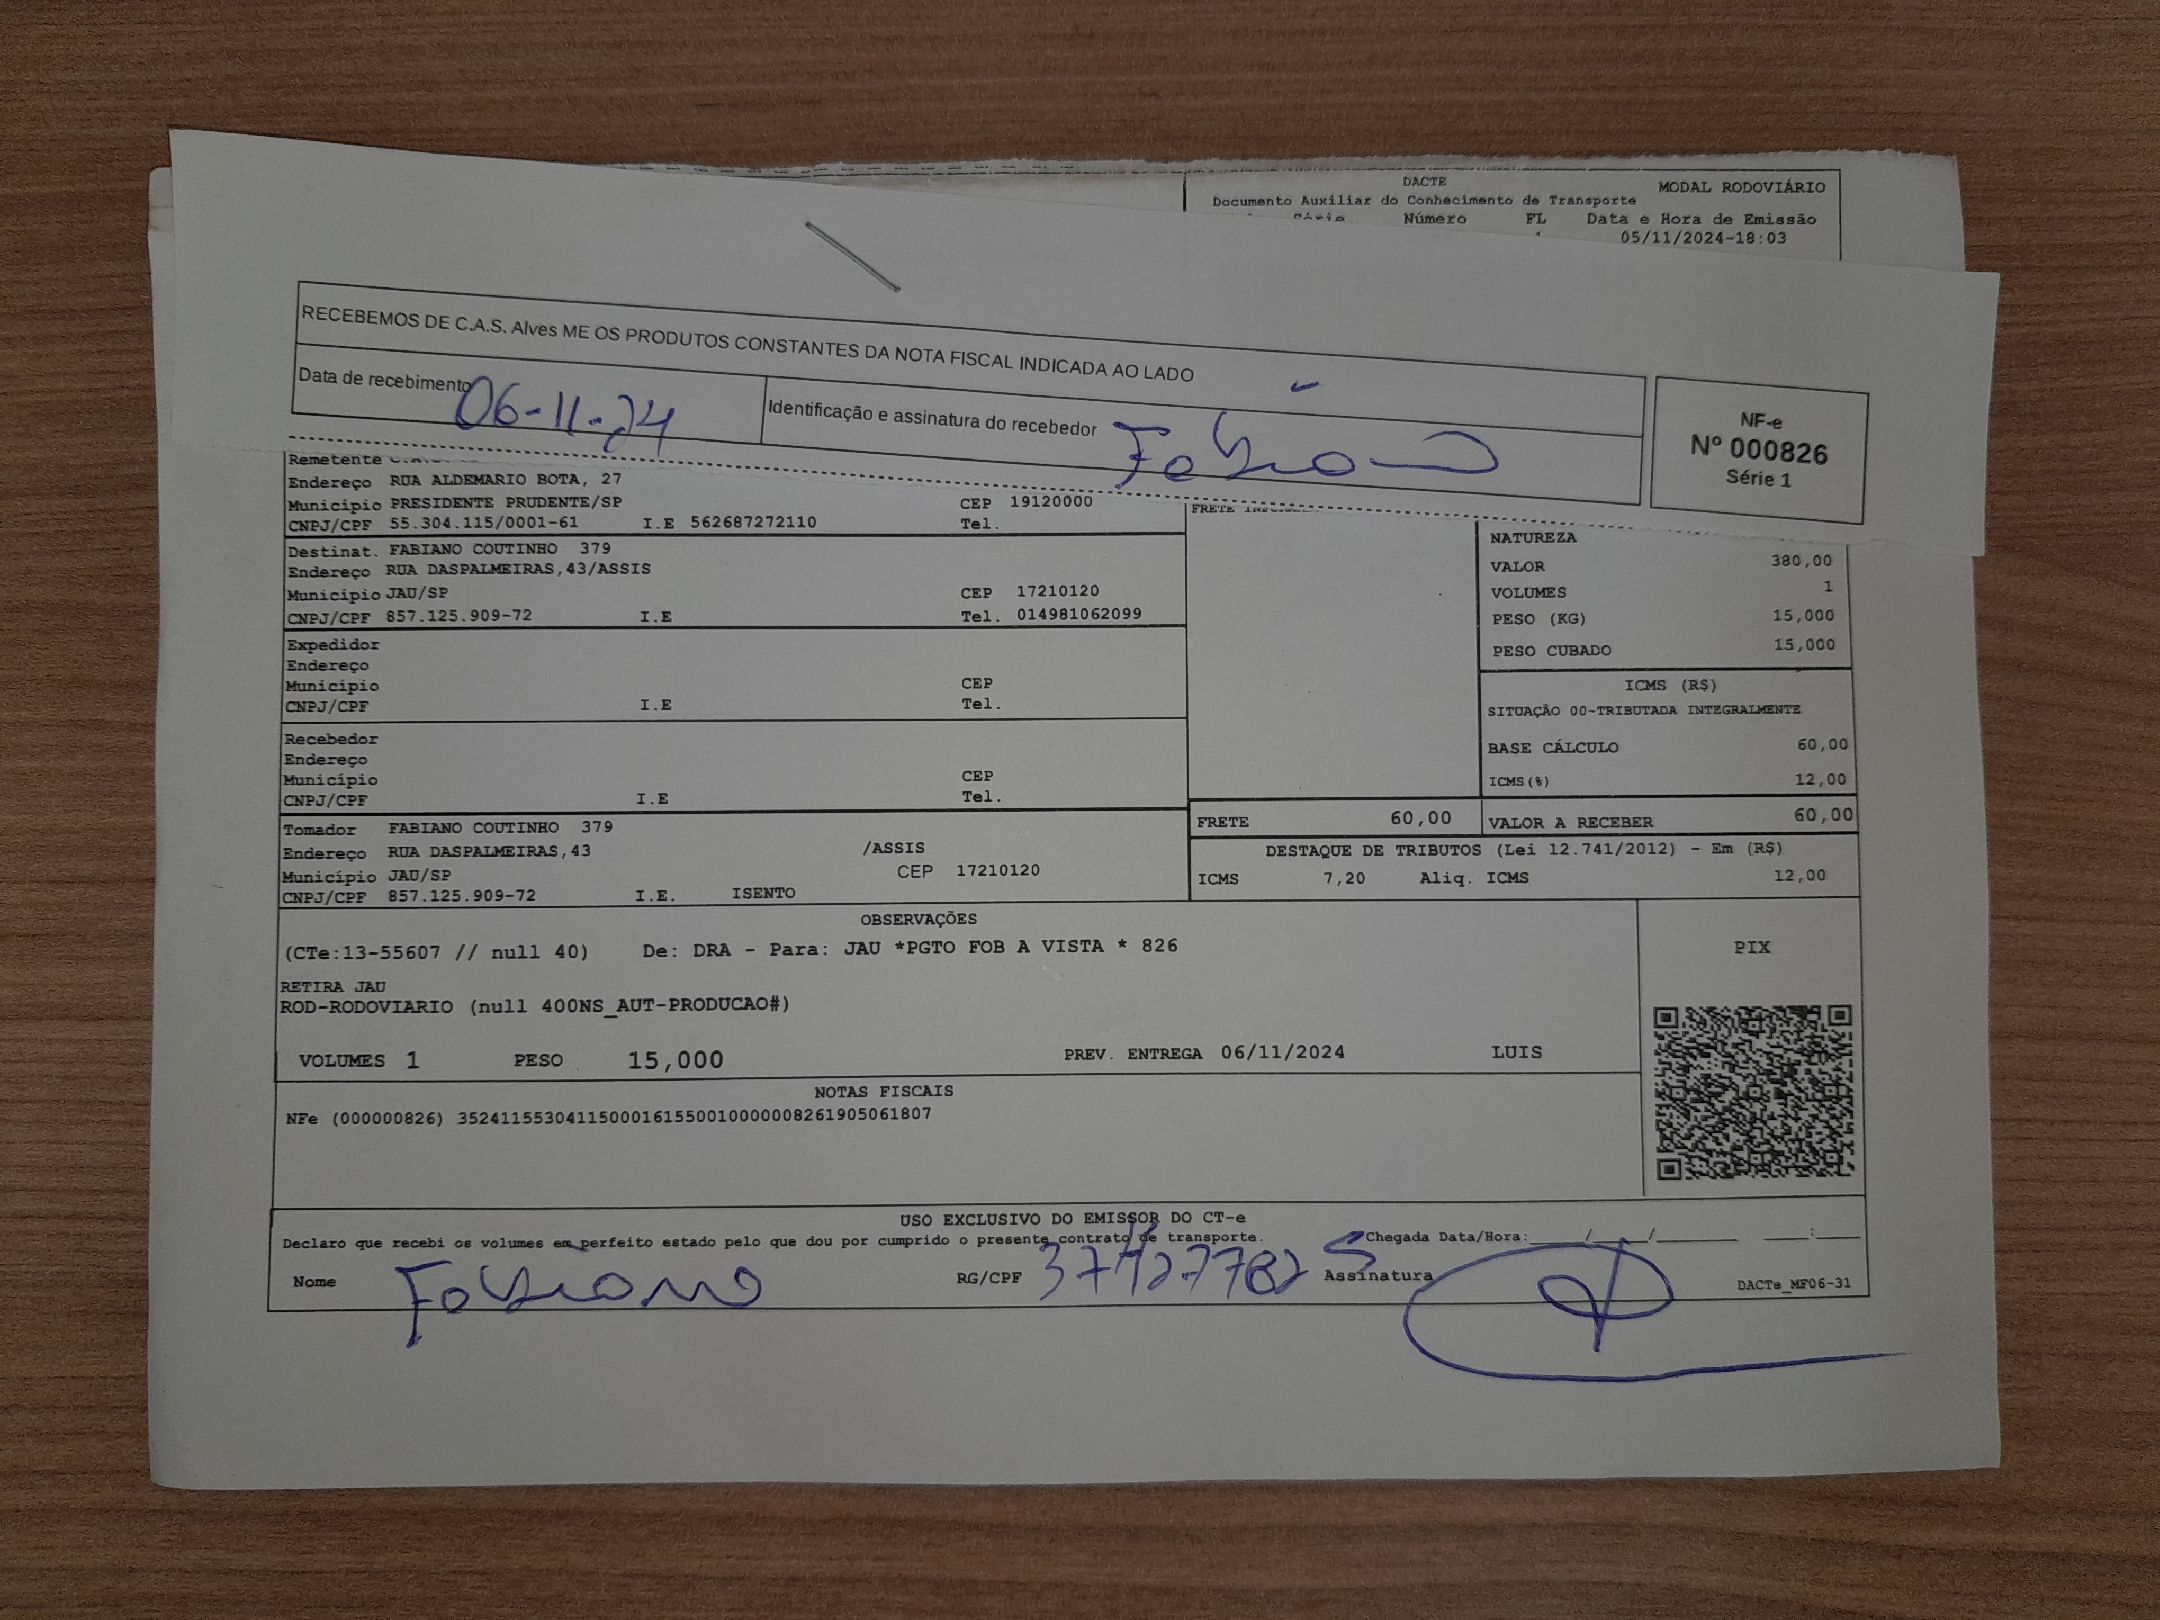 DACTE
MODAL RODOVIÁRIO
Documento Auxiliar do Conhecimento de Transporte
Série Número FL Data e Hora de Emissão
05/11/2024-18:03
RECEBEMOS DE C.A.S. Alves ME OS PRODUTOS CONSTANTES DA NOTA FISCAL INDICADA AO LADO
Data de recebimento 06-11-24
Identificação e assinatura do recebedor Fabiano
NF-e
Nº 000826
Série 1
Remetente
Endereço RUA ALDEMARIO BOTA, 27
Município PRESIDENTE PRUDENTE/SP CEP 19120000
CNPJ/CPF 55.304.115/0001-61 I.E 562687272110 Tel.
Destinat. FABIANO COUTINHO 379
Endereço RUA DASPALMEIRAS,43/ASSIS
Município JAU/SP CEP 17210120
CNPJ/CPF 857.125.909-72 I.E Tel. 014981062099
Expedidor
Endereço
Município CEP
CNPJ/CPF I.E Tel.
Recebedor
Endereço
Município CEP
CNPJ/CPF I.E Tel.
Tomador FABIANO COUTINHO 379
Endereço RUA DASPALMEIRAS,43 /ASSIS
Município JAU/SP CEP 17210120
CNPJ/CPF 857.125.909-72 I.E. ISENTO
FRETE
NATUREZA
VALOR 380,00
VOLUMES 1
PESO (KG) 15,000
PESO CUBADO 15,000
ICMS (R$)
SITUAÇÃO 00-TRIBUTADA INTEGRALMENTE
BASE CÁLCULO 60,00
ICMS(%) 12,00
FRETE 60,00 VALOR A RECEBER 60,00
DESTAQUE DE TRIBUTOS (Lei 12.741/2012) - Em (R$)
ICMS 7,20 Aliq. ICMS 12,00
OBSERVAÇÕES
(CTe:13-55607 // null 40) De: DRA - Para: JAU *PGTO FOB A VISTA * 826
RETIRA JAU
ROD-RODOVIARIO (null 400NS_AUT-PRODUCAO#)
VOLUMES 1 PESO 15,000 PREV. ENTREGA 06/11/2024 LUIS
PIX
NOTAS FISCAIS
NFe (000000826) 35241155304115000161550010000008261905061807
USO EXCLUSIVO DO EMISSOR DO CT-e
Declaro que recebi os volumes em perfeito estado pelo que dou por cumprido o presente contrato de transporte. Chegada Data/Hora:_____/____/________ _____:_____
Nome Fabiano RG/CPF Assinatura
DACTe_MF06-31